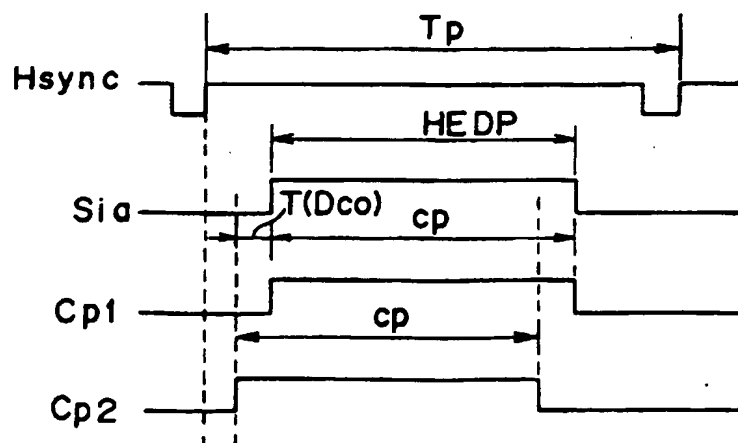 Tp
Hsync
HEDP
Sia
T(Dco)
cp
Cp1
cp
Cp2